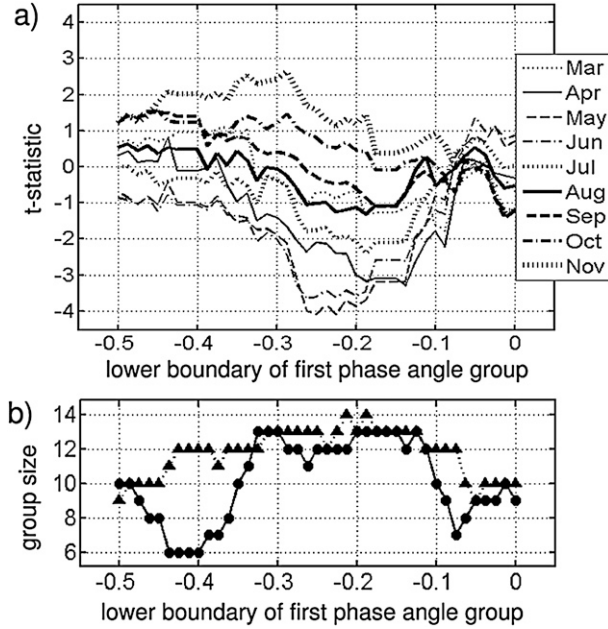 a)
4
3
2
1
0
-1
-2
-3
-4
t-statistic
-0.5 -0.4 -0.3 -0.2 -0.1 0
lower boundary of first phase angle group
Mar
Apr
May
Jun
Jul
Aug
Sep
Oct
Nov
b)
14
12
10
8
6
group size
-0.5 -0.4 -0.3 -0.2 -0.1 0
lower boundary of first phase angle group